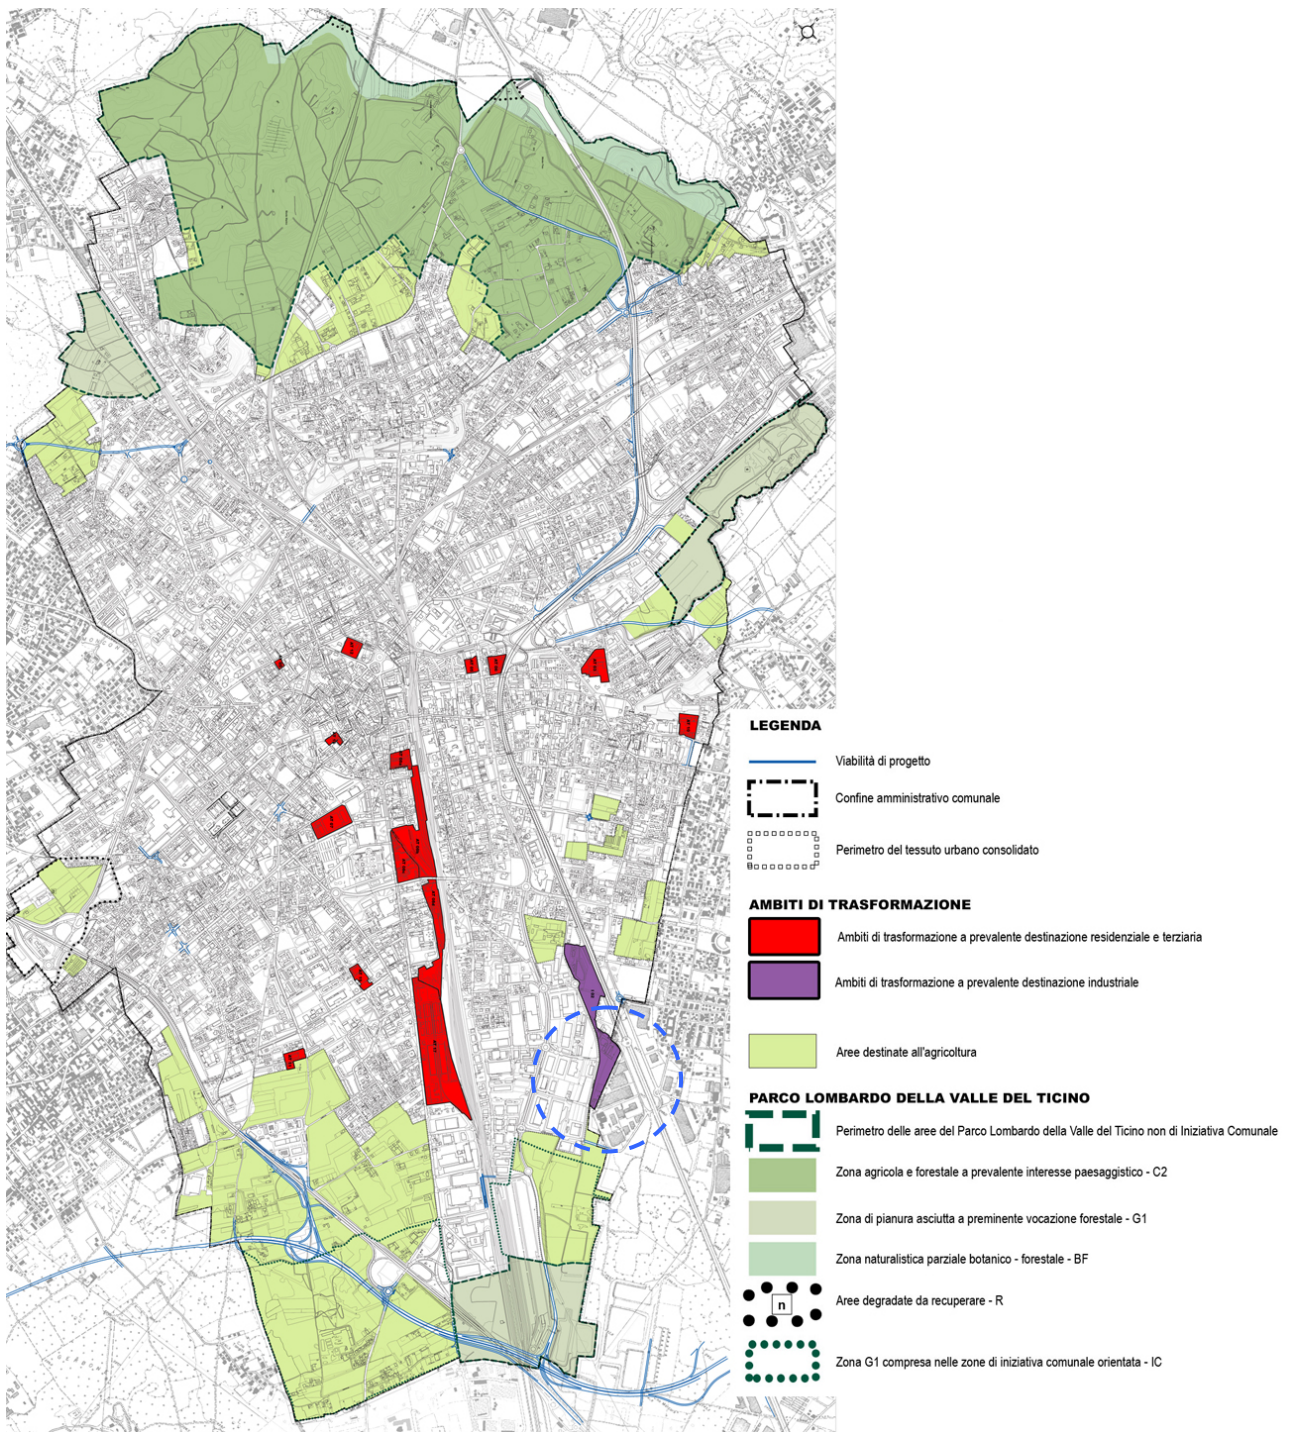 LEGENDA
Viabilità di progetto
Confine amministrativo comunale
Perimetro del tessuto urbano consolidato
AMBITI DI TRASFORMAZIONE
Ambiti di trasformazione a prevalente destinazione residenziale e terziaria
Ambiti di trasformazione a prevalente destinazione industriale
Aree destinate all'agricoltura
PARCO LOMBARDO DELLA VALLE DEL TICINO
Perimetro delle aree del Parco Lombardo della Valle del Ticino non di Iniziativa Comunale
Zona agricola e forestale a prevalente interesse paesaggistico - C2
Zona di pianura asciutta a preminente vocazione forestale - G1
Zona naturalistica parziale botanico - forestale - BF
n
Aree degradate da recuperare - R
Zona G1 compresa nelle zone di iniziativa comunale orientata - IC